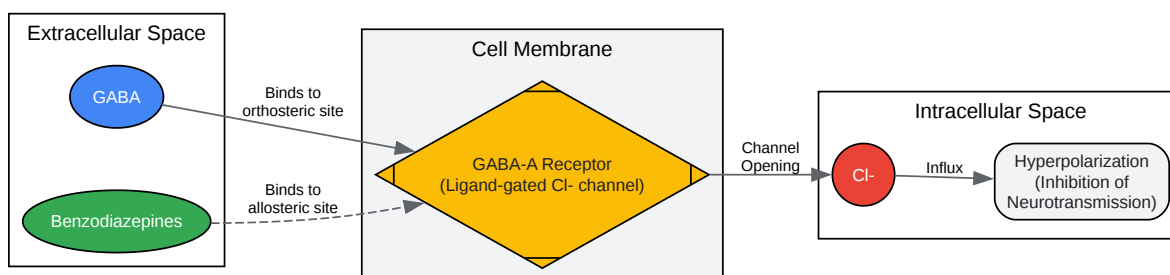 Extracellular Space
GABA
Benzodiazepines
Binds to
orthosteric site
Binds to
allosteric site
Cell Membrane
GABA-A Receptor
(Ligand-gated Cl- channel)
Channel
Opening
Intracellular Space
Cl-
Influx
Hyperpolarization
(Inhibition of
Neurotransmission)